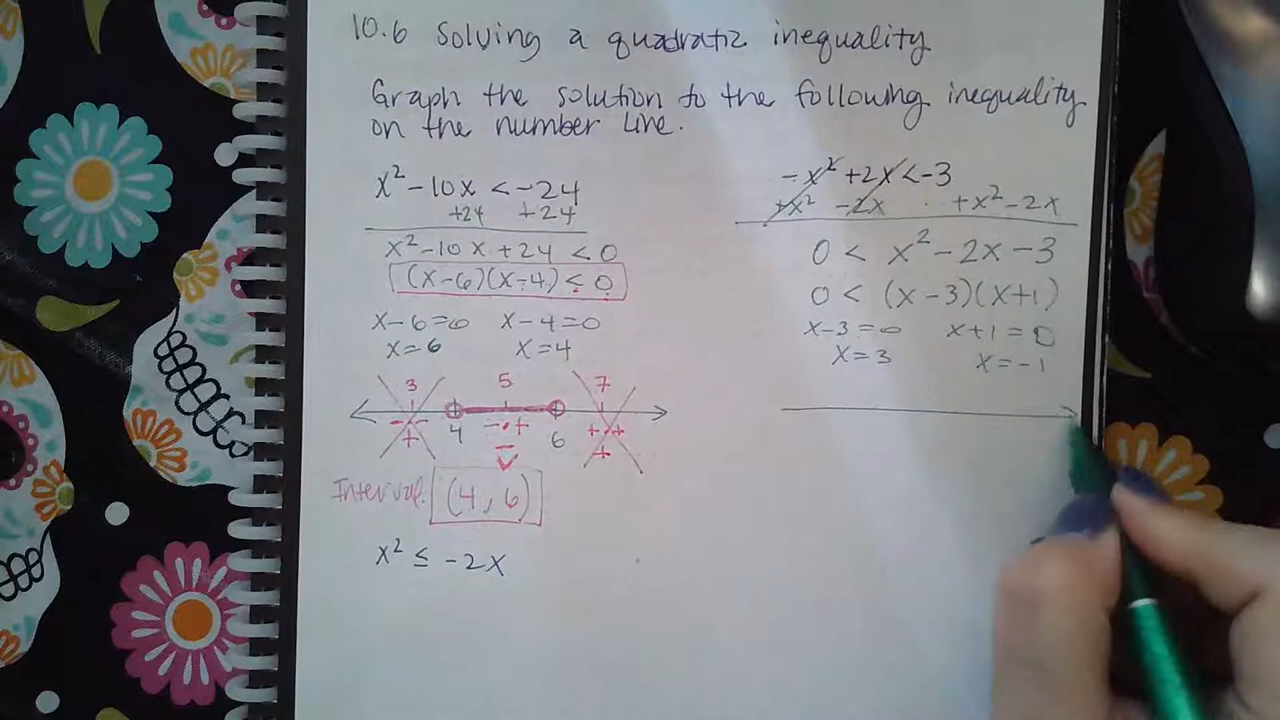 10.6 Solving a quadratic inequality
Graph the solution to the following inequality
on the number line.
x² - 10x < -24
+24 +24
x² - 10x + 24 < 0
(x-6)(x-4) < 0
x-6=0 x-4=0
x=6 x=4
3 5 7
- - - + + +
4 6
+ - +
Interval: (4, 6)
x² ≤ -2x
-x² + 2x < -3
+x² - 2x +x² - 2x
0 < x² - 2x - 3
0 < (x-3)(x+1)
x-3=0 x+1=0
x=3 x=-1